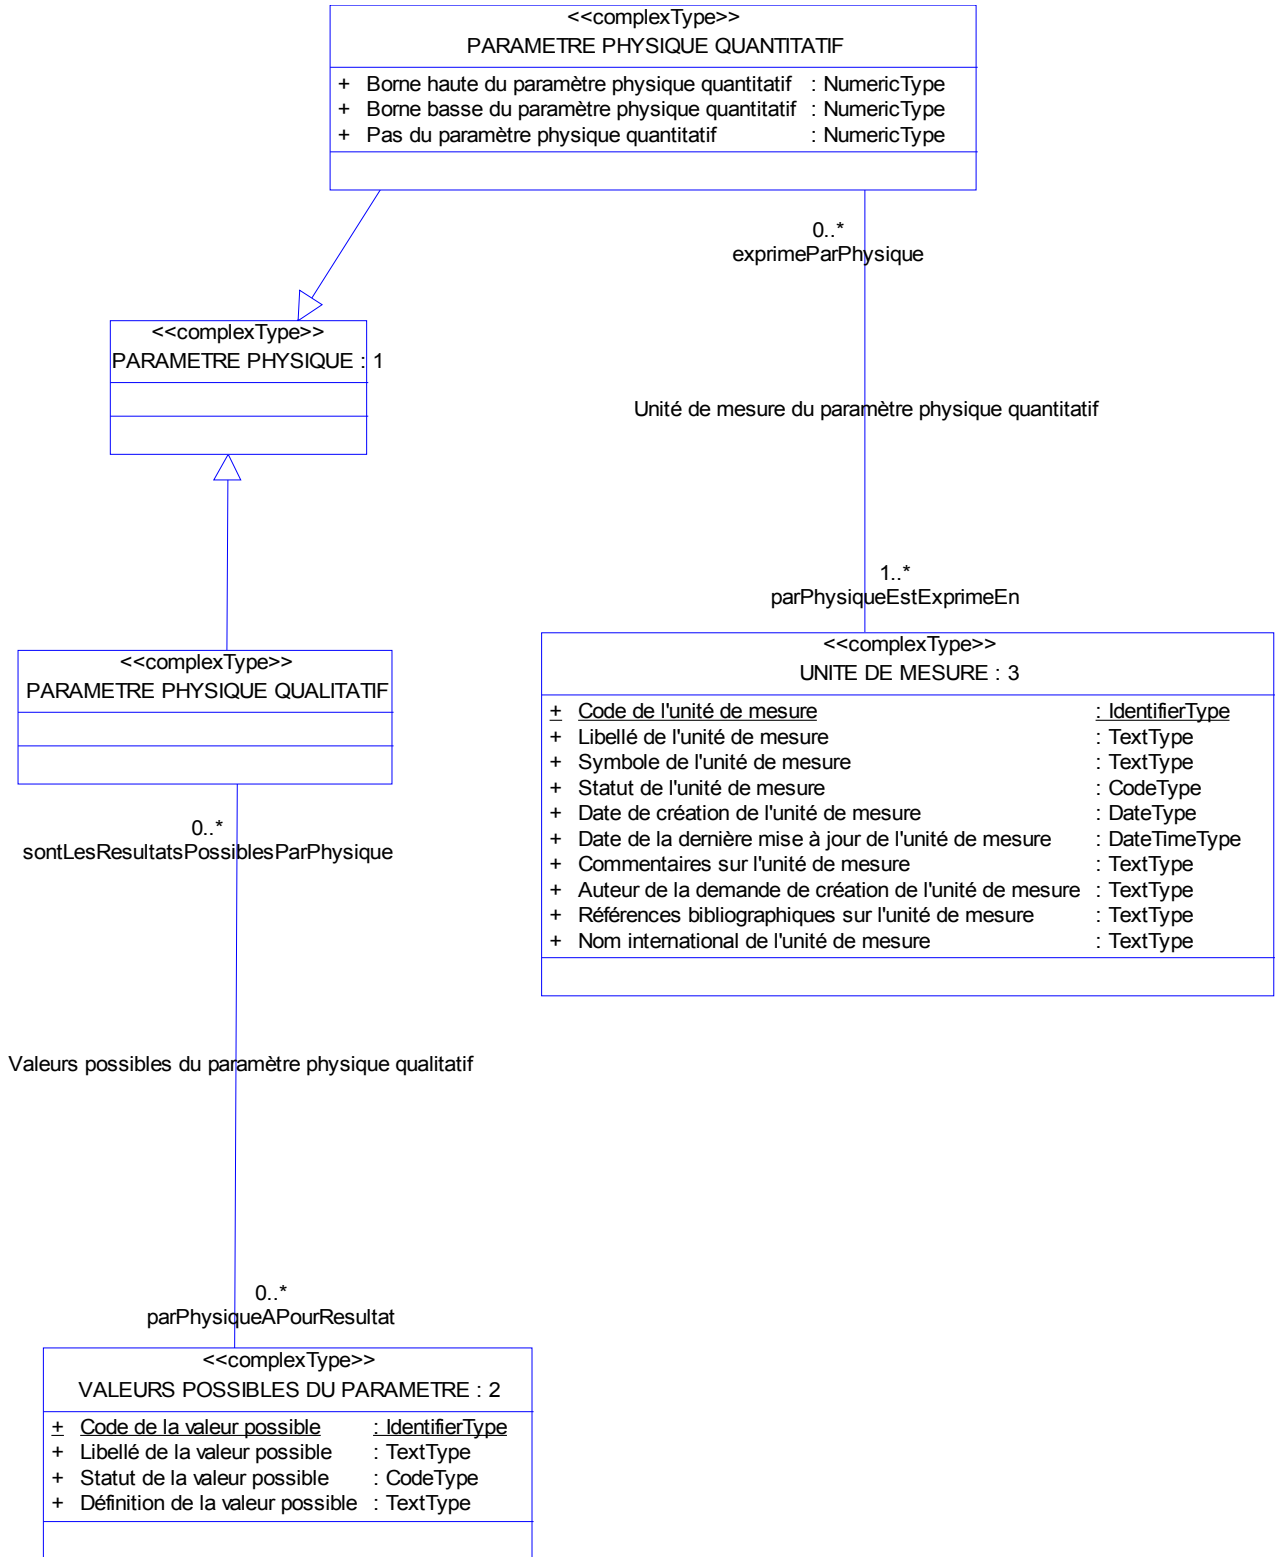 <<complexType>>
PARAMETRE PHYSIQUE QUANTITATIF
+ Borne haute du paramètre physique quantitatif : NumericType
+ Borne basse du paramètre physique quantitatif : NumericType
+ Pas du paramètre physique quantitatif : NumericType
0..*
exprimeParPhysique
<<complexType>>
PARAMETRE PHYSIQUE : 1
Unité de mesure du paramètre physique quantitatif
1..*
parPhysiqueEstExprimeEn
<<complexType>>
PARAMETRE PHYSIQUE QUALITATIF
<<complexType>>
UNITE DE MESURE : 3
+ Code de l'unité de mesure : IdentifierType
+ Libellé de l'unité de mesure : TextType
+ Symbole de l'unité de mesure : TextType
+ Statut de l'unité de mesure : CodeType
+ Date de création de l'unité de mesure : DateType
+ Date de la dernière mise à jour de l'unité de mesure : DateTimeType
+ Commentaires sur l'unité de mesure : TextType
+ Auteur de la demande de création de l'unité de mesure : TextType
+ Références bibliographiques sur l'unité de mesure : TextType
+ Nom international de l'unité de mesure : TextType
0..*
sontLesResultatsPossiblesParPhysique
Valeurs possibles du paramètre physique qualitatif
0..*
parPhysiqueAPourResultat
<<complexType>>
VALEURS POSSIBLES DU PARAMETRE : 2
+ Code de la valeur possible : IdentifierType
+ Libellé de la valeur possible : TextType
+ Statut de la valeur possible : CodeType
+ Définition de la valeur possible : TextType